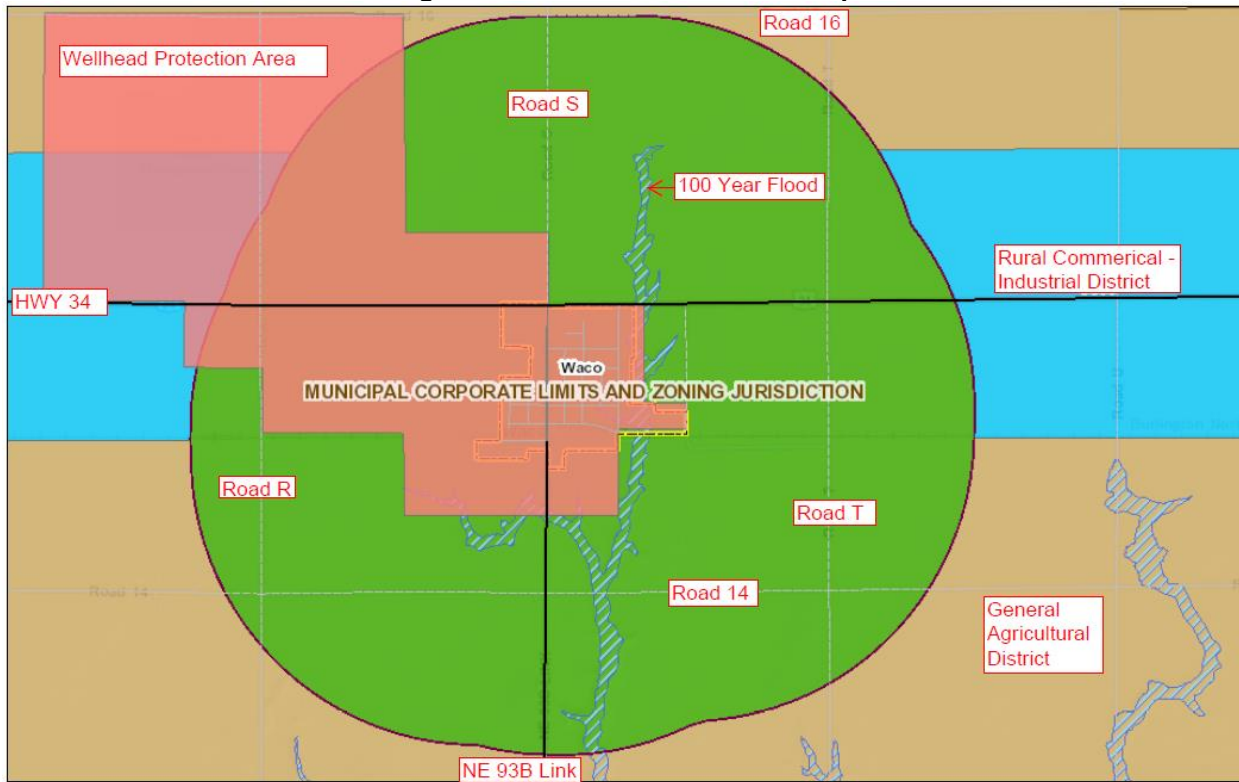 Road 16
Wellhead Protection Area
Road S
100 Year Flood
Rural Commerical -
Industrial District
HWY 34
Waco
MUNICIPAL CORPORATE LIMITS AND ZONING JURISDICTION
Road R
Road T
Road 14
Road 14
General
Agricultural
District
NE 93B Link